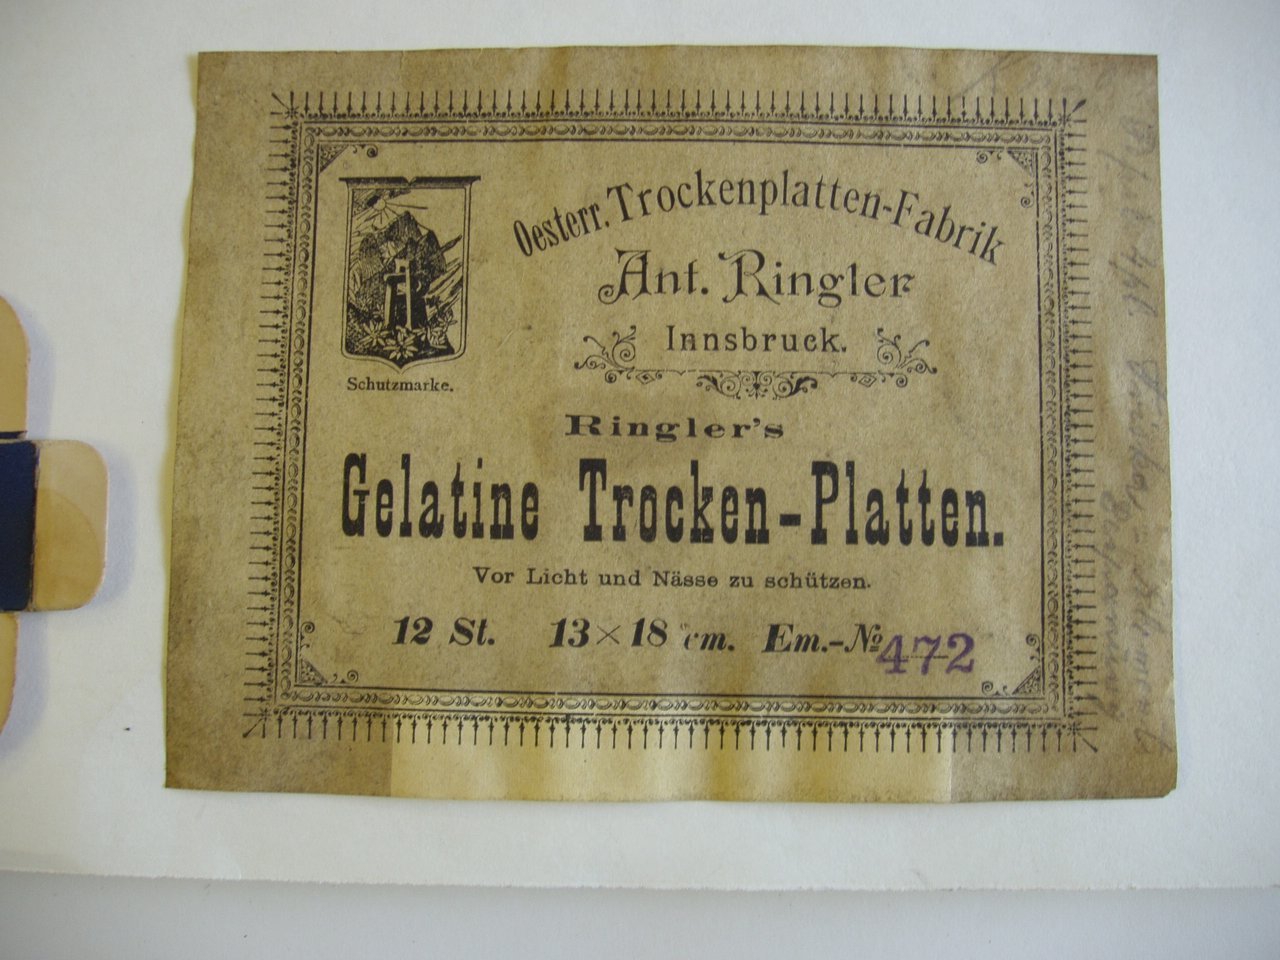 Oesterr. Trockenplatten-Fabrik
Ant. Ringler
Innsbruck.
Schutzmarke.
Ringler's
Gelatine Trocken-Platten.
Vor Licht und Nässe zu schützen.
12 St. 13×18 cm. Em.-No 472